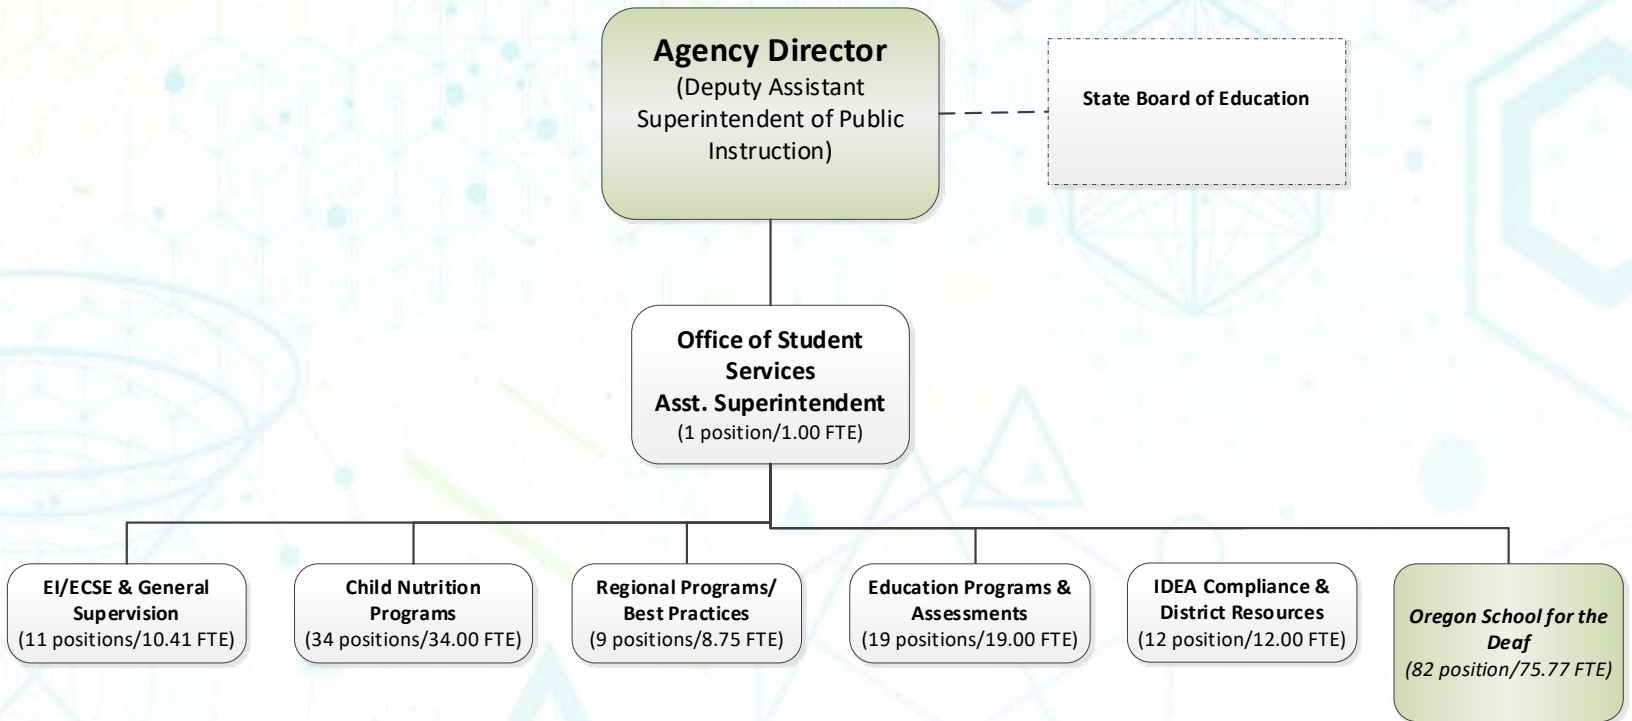 Agency Director
(Deputy Assistant
Superintendent of Public
Instruction)
State Board of Education
Office of Student
Services
Asst. Superintendent
(1 position/1.00 FTE)
EI/ECSE & General
Supervision
(11 positions/10.41 FTE)
Child Nutrition
Programs
(34 positions/34.00 FTE)
Regional Programs/
Best Practices
(9 positions/8.75 FTE)
Education Programs &
Assessments
(19 positions/19.00 FTE)
IDEA Compliance &
District Resources
(12 position/12.00 FTE)
Oregon School for the
Deaf
(82 position/75.77 FTE)